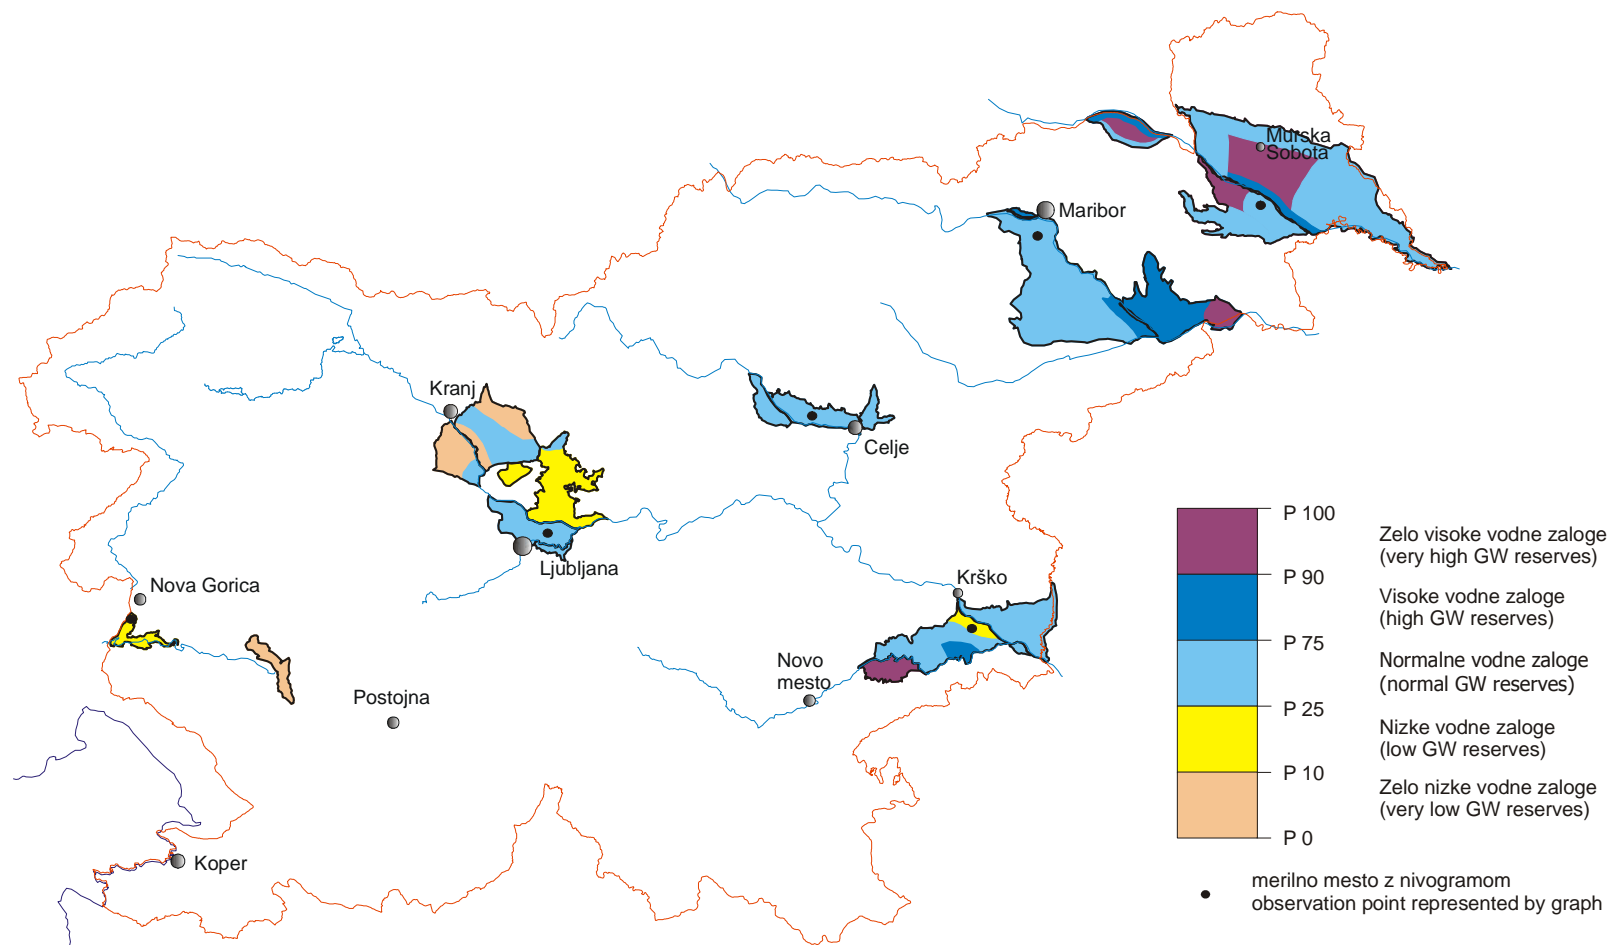 Murska
Sobota
Maribor
Kranj
Celje
Ljubljana
Nova Gorica
Krško
Novo
mesto
Postojna
Koper
P 100
Zelo visoke vodne zaloge
(very high GW reserves)
P 90
Visoke vodne zaloge
(high GW reserves)
P 75
Normalne vodne zaloge
(normal GW reserves)
P 25
Nizke vodne zaloge
(low GW reserves)
P 10
Zelo nizke vodne zaloge
(very low GW reserves)
P 0
merilno mesto z nivogramom
observation point represented by graph